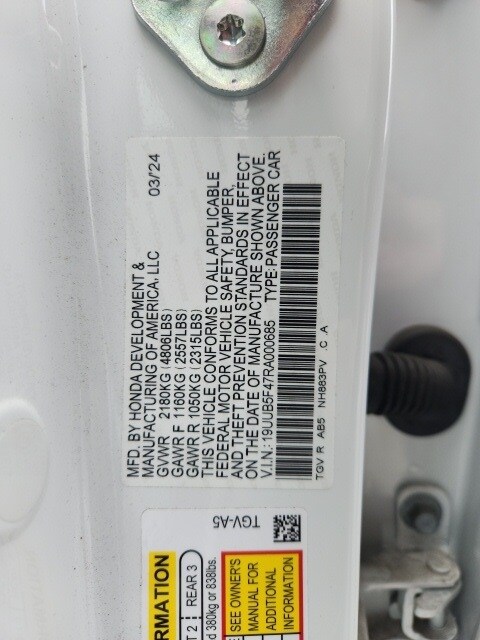 MFD. BY HONDA DEVELOPMENT &
MANUFACTURING OF AMERICA, LLC 03/'24
GVWR 2180KG (4806LBS)
GAWR F 1160KG (2557LBS)
GAWR R 1050KG (2315LBS)
THIS VEHICLE CONFORMS TO ALL APPLICABLE
FEDERAL MOTOR VEHICLE SAFETY, BUMPER,
AND THEFT PREVENTION STANDARDS IN EFFECT
ON THE DATE OF MANUFACTURE SHOWN ABOVE.
V.I.N.: 19UUB5F47RA000685 TYPE: PASSENGER CAR
TGV R AB5 NH883PV C .A
TGV-A5
RMATION
T 2 REAR 3
d 380kg or 838lbs.
SEE OWNER'S
MANUAL FOR
ADDITIONAL
INFORMATION